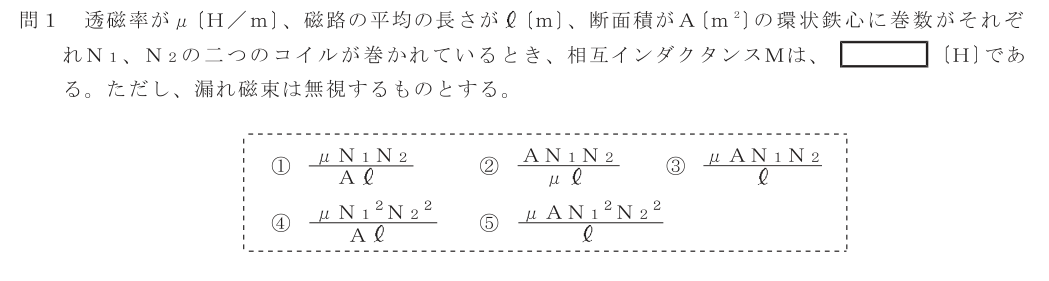 問１　透磁率がμ〔Ｈ／ｍ〕、磁路の平均の長さがℓ〔ｍ〕、断面積がＡ〔ｍ²〕の環状鉄心に巻数がそれぞ
れＮ₁、Ｎ₂の二つのコイルが巻かれているとき、相互インダクタンスＭは、　　　　〔Ｈ〕であ
る。ただし、漏れ磁束は無視するものとする。
① μＮ₁Ｎ₂/Ａℓ　② ＡＮ₁Ｎ₂/μℓ　③ μＡＮ₁Ｎ₂/ℓ
④ μＮ₁²Ｎ₂²/Ａℓ　⑤ μＡＮ₁²Ｎ₂²/ℓ